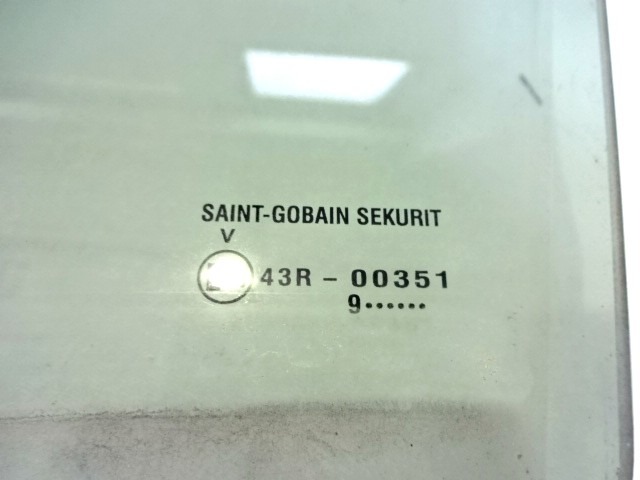 SAINT-GOBAIN SEKURIT
V
43R - 00351
9••••••